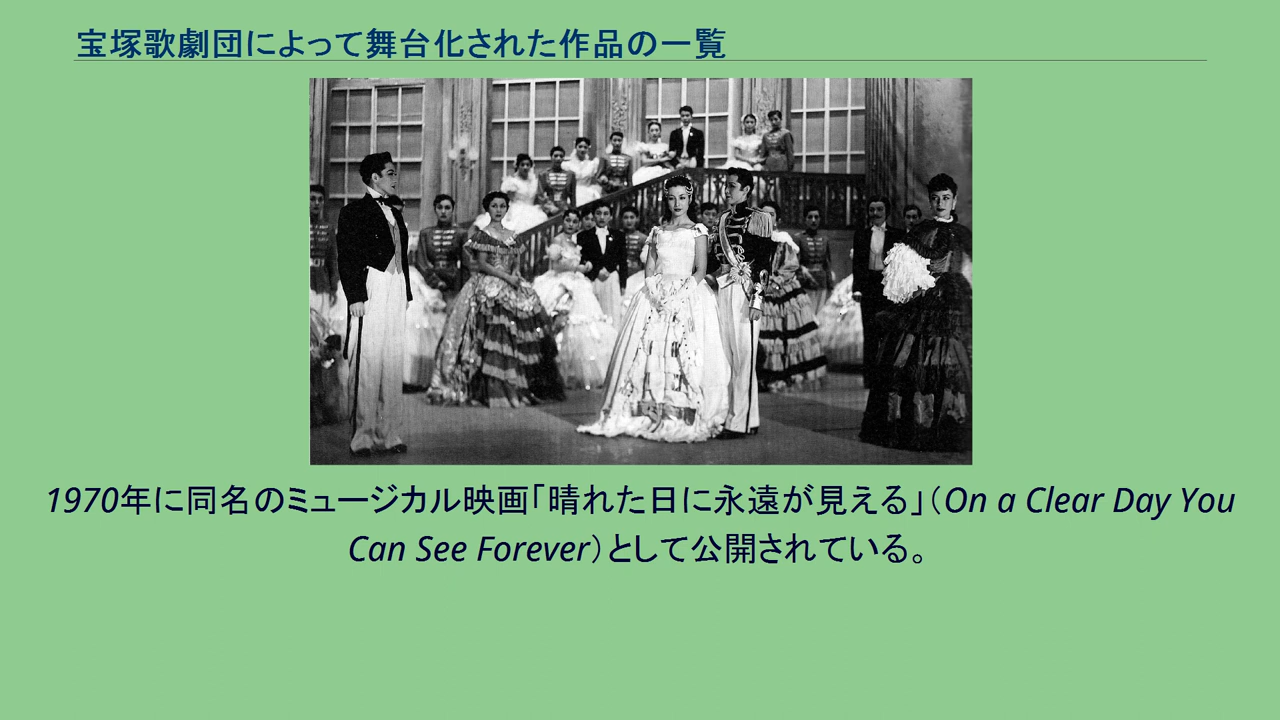 宝塚歌劇団によって舞台化された作品の一覧
1970年に同名のミュージカル映画「晴れた日に永遠が見える」（On a Clear Day You
Can See Forever）として公開されている。